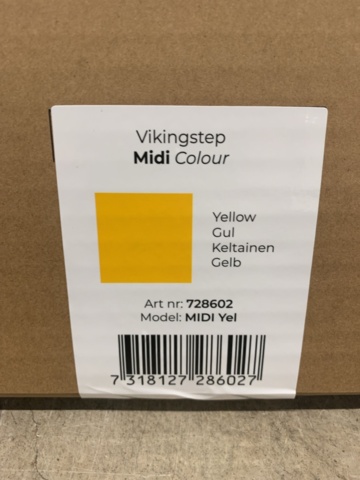 Vikingstep
Midi Colour
Yellow
Gul
Keltainen
Gelb
Art nr: 728602
Model: MIDI Yel
7 318127 286027